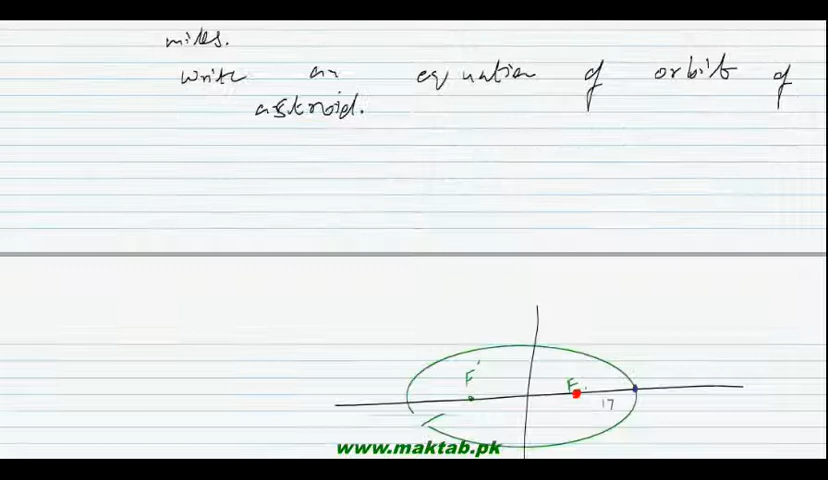 miles.
Write an equation of orbit of
asteroid.
F'
F.
17
www.maktab.pk